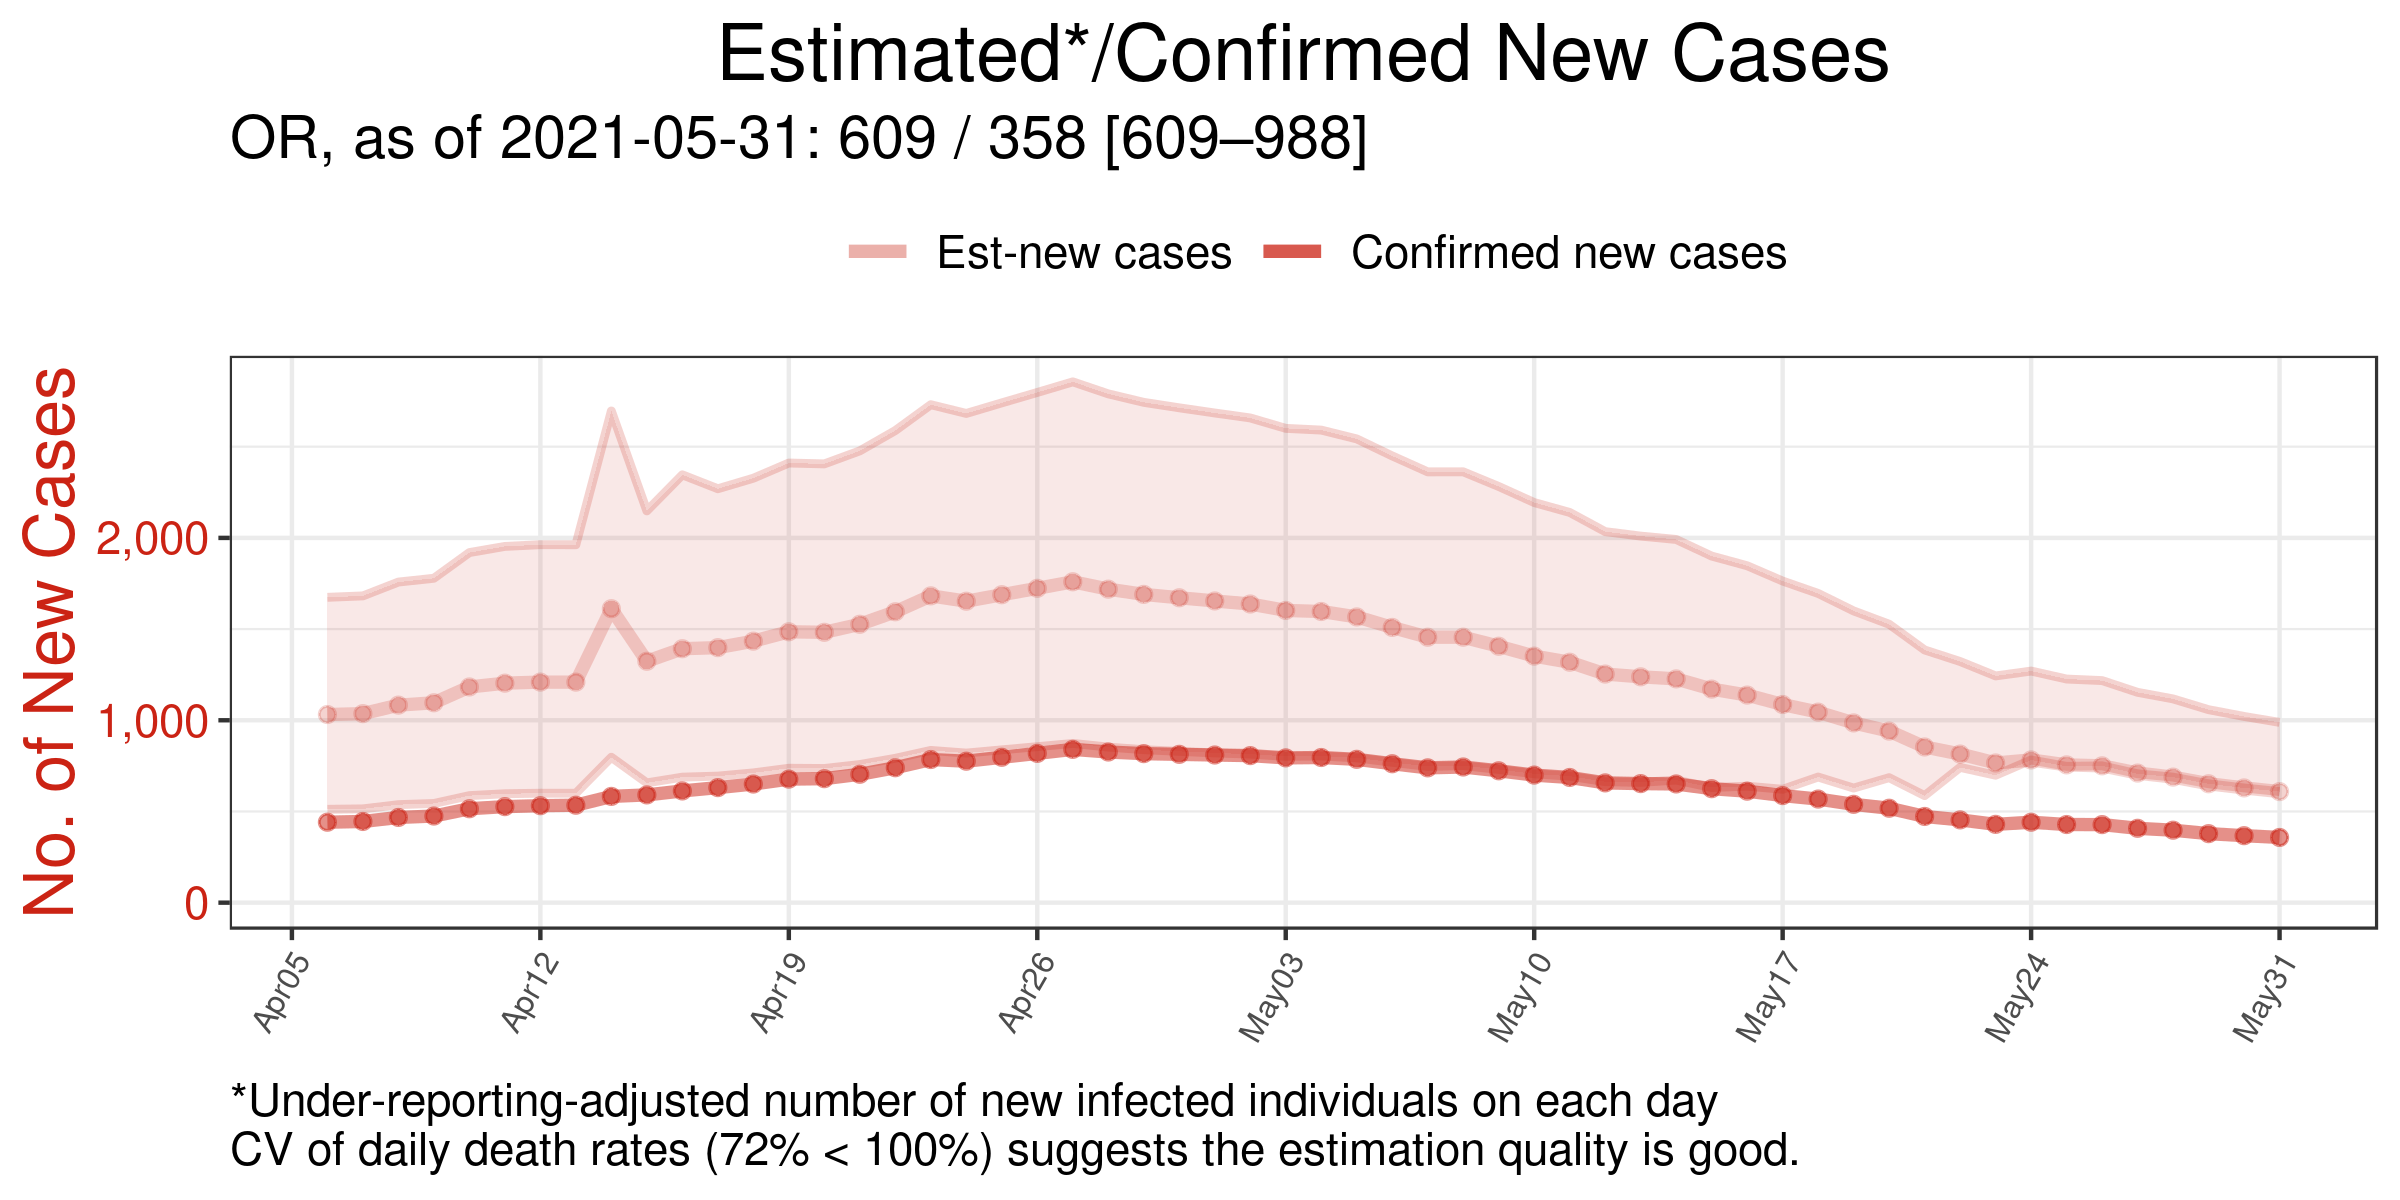 Estimated*/Confirmed New Cases
OR, as of 2021-05-31: 609 / 358 [609–988]
Est-new cases
Confirmed new cases
No. of New Cases
2,000
1,000
0
Apr05
Apr12
Apr19
Apr26
May03
May10
May17
May24
May31
*Under-reporting-adjusted number of new infected individuals on each day
CV of daily death rates (72% < 100%) suggests the estimation quality is good.